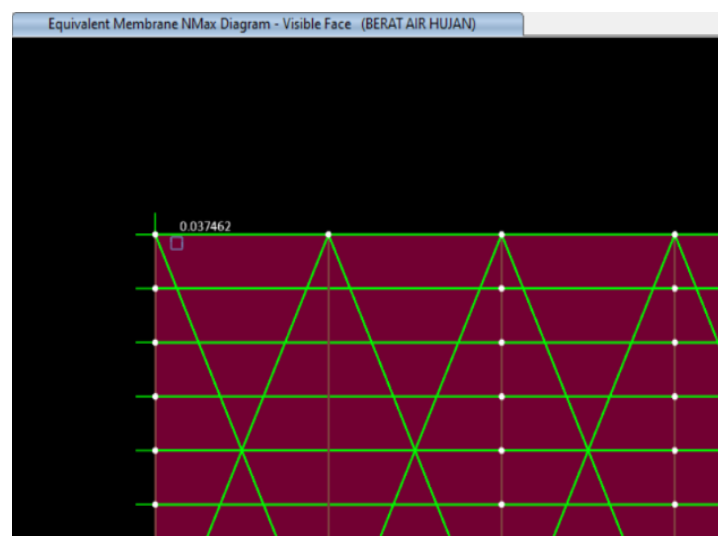 Equivalent Membrane NMax Diagram - Visible Face (BERAT AIR HUJAN)
0.037462